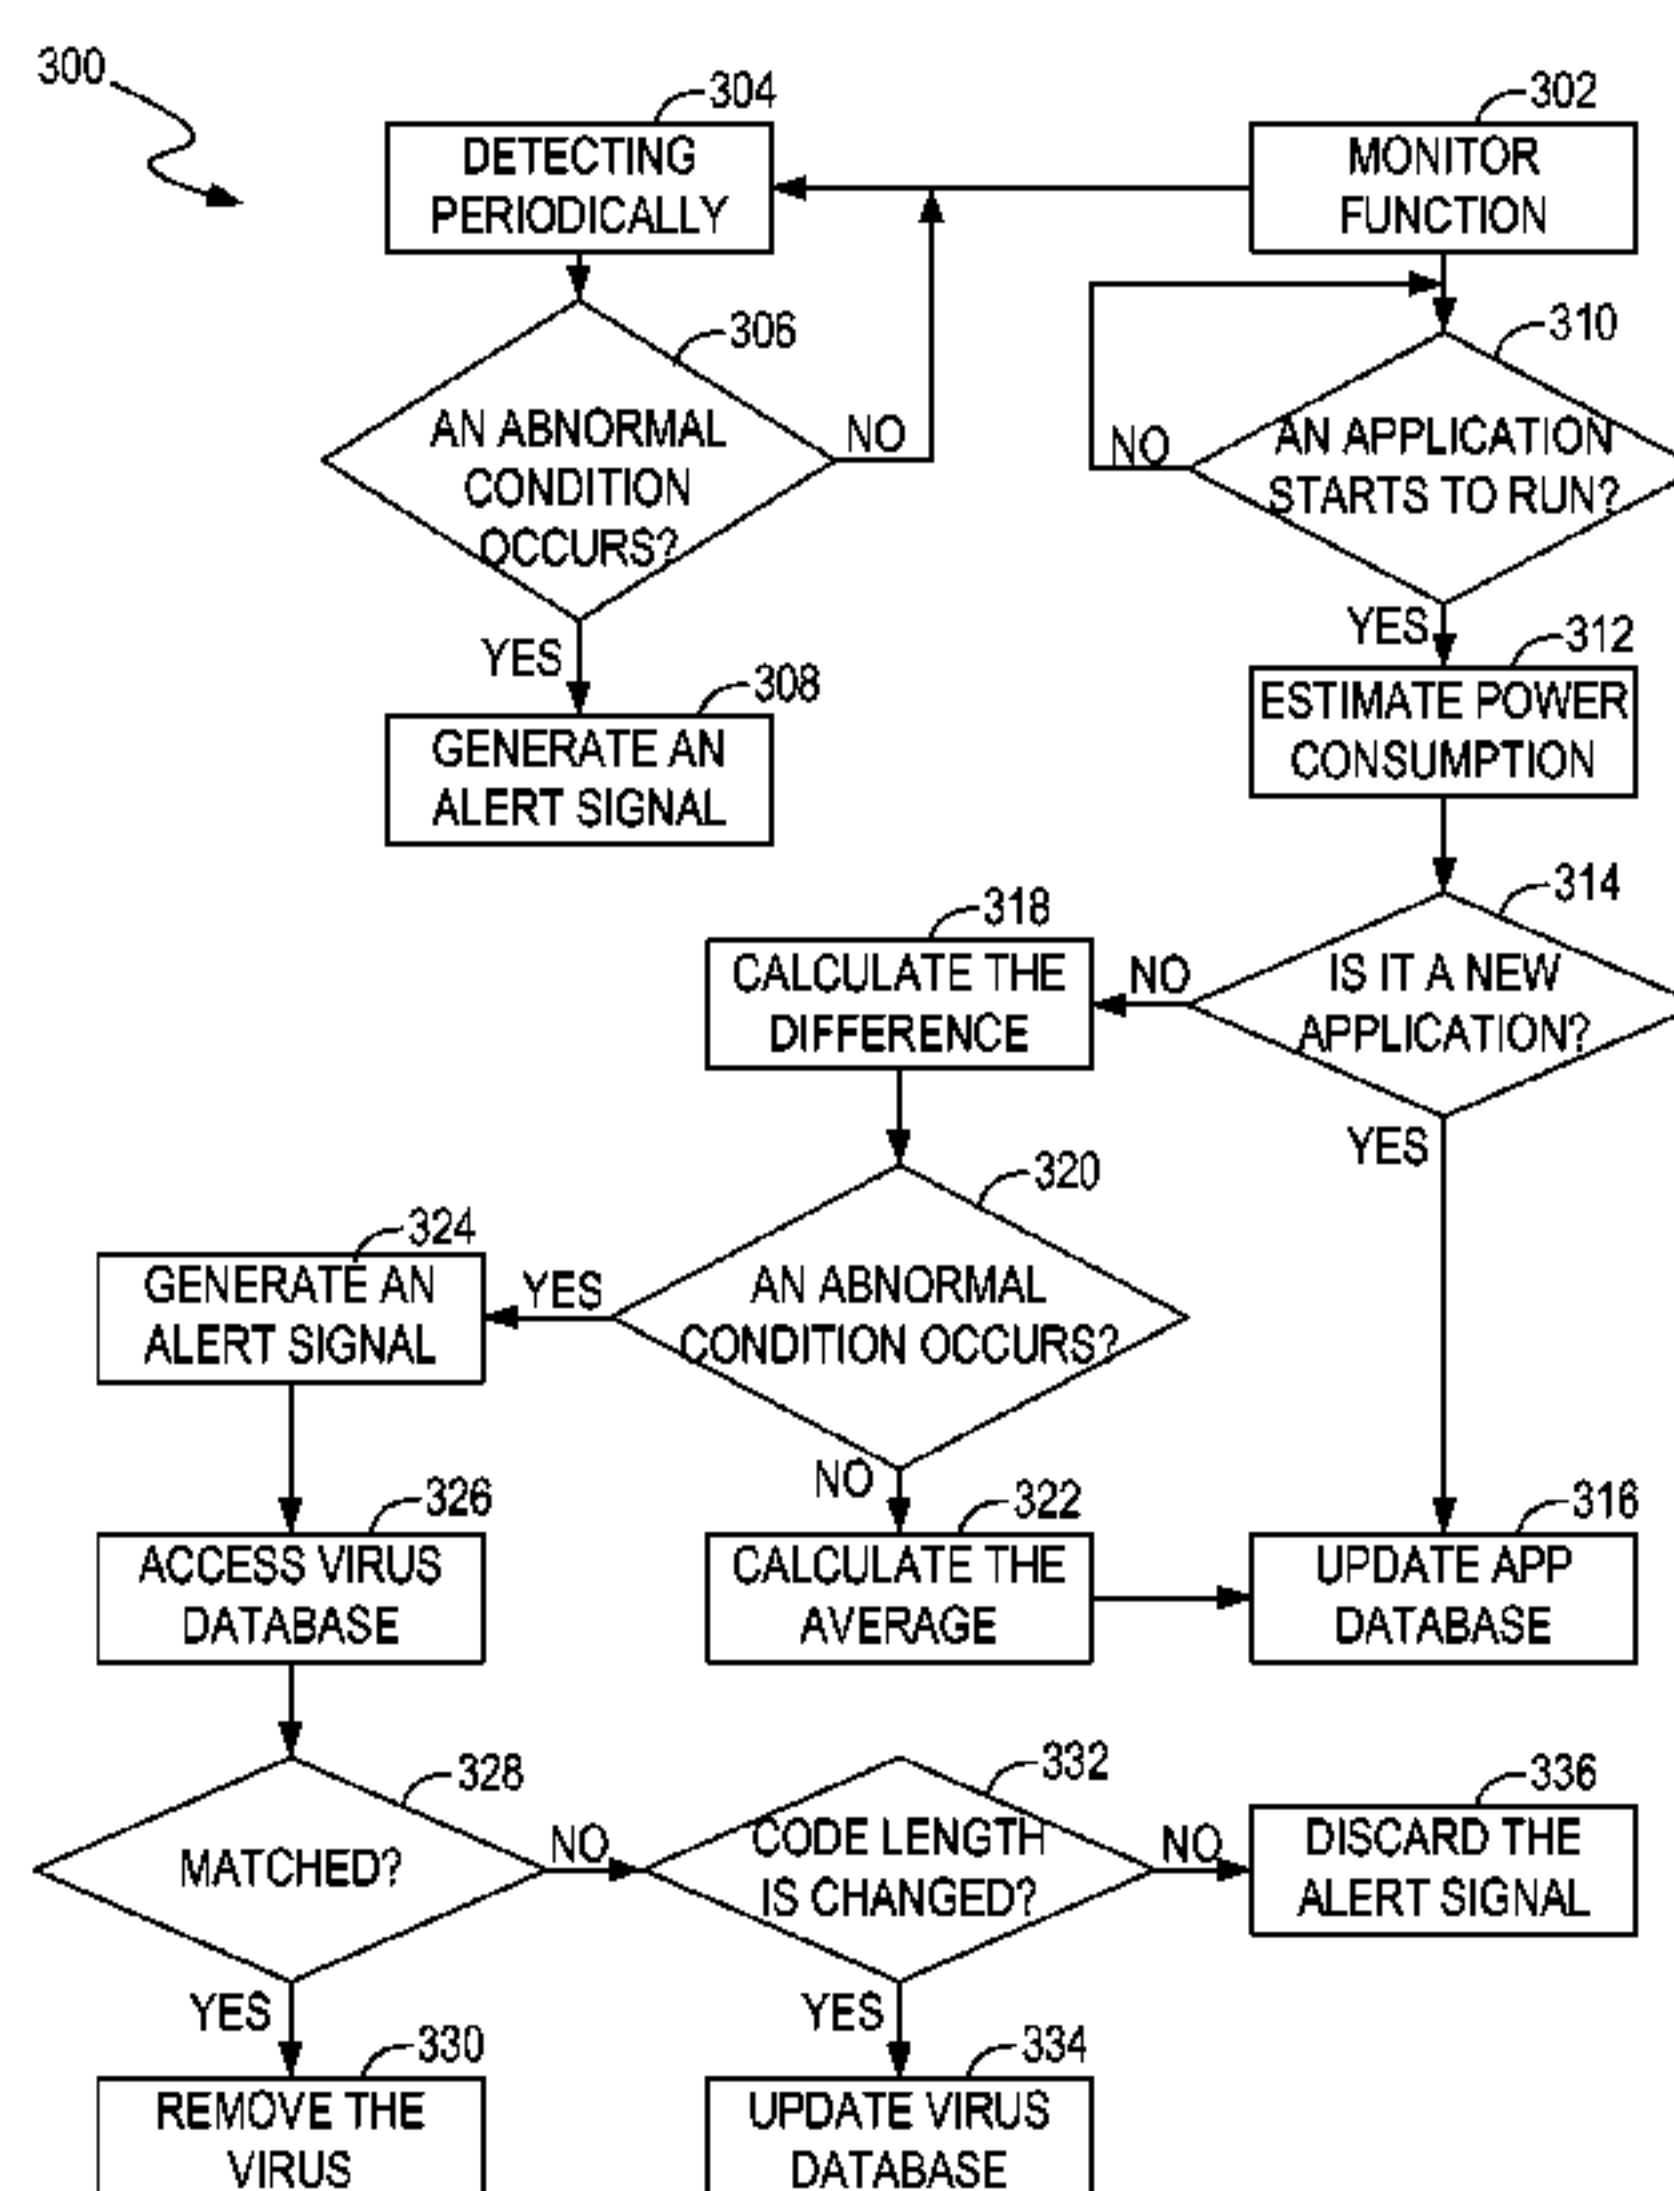 300
304
302
DETECTING
PERIODICALLY
MONITOR
FUNCTION
306
310
AN ABNORMAL
CONDITION
OCCURS?
NO
NO
AN APPLICATION
STARTS TO RUN?
YES
YES
312
308
GENERATE AN
ALERT SIGNAL
ESTIMATE POWER
CONSUMPTION
318
314
CALCULATE THE
DIFFERENCE
NO
IS IT A NEW
APPLICATION?
YES
320
324
GENERATE AN
ALERT SIGNAL
YES
AN ABNORMAL
CONDITION OCCURS?
NO
326
322
316
ACCESS VIRUS
DATABASE
CALCULATE THE
AVERAGE
UPDATE APP
DATABASE
328
332
336
MATCHED?
NO
CODE LENGTH
IS CHANGED?
NO
DISCARD THE
ALERT SIGNAL
YES
YES
330
334
REMOVE THE
VIRUS
UPDATE VIRUS
DATABASE